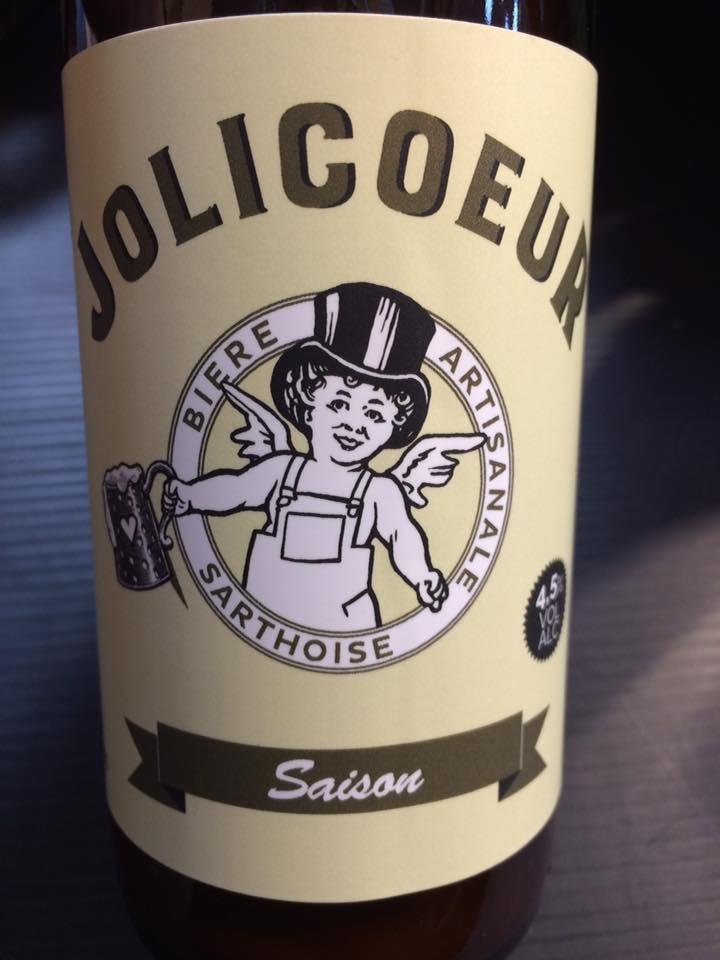 JOLICOEUR
BIERE ARTISANALE
SARTHOISE
4.5%
VOL
ALC
Saison